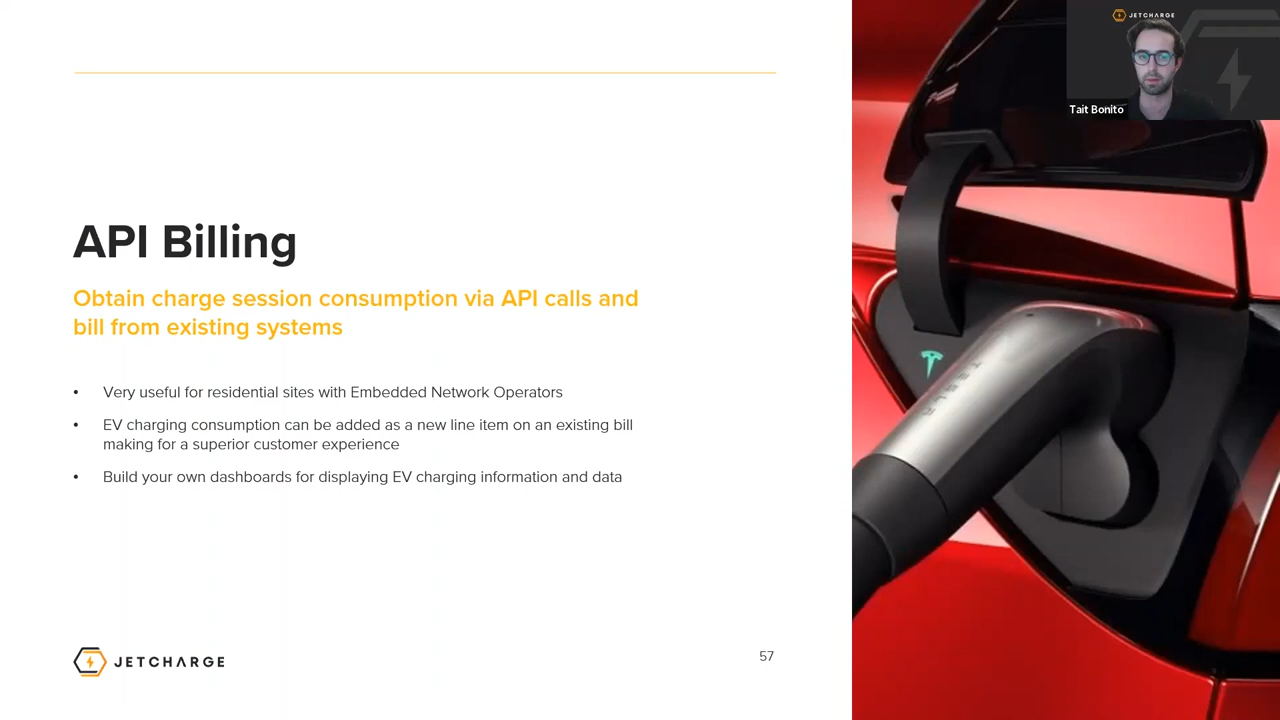 JETCHARGE
Tait Bonito
API Billing
Obtain charge session consumption via API calls and
bill from existing systems
• Very useful for residential sites with Embedded Network Operators
• EV charging consumption can be added as a new line item on an existing bill
making for a superior customer experience
• Build your own dashboards for displaying EV charging information and data
TESLA
JETCHARGE
57